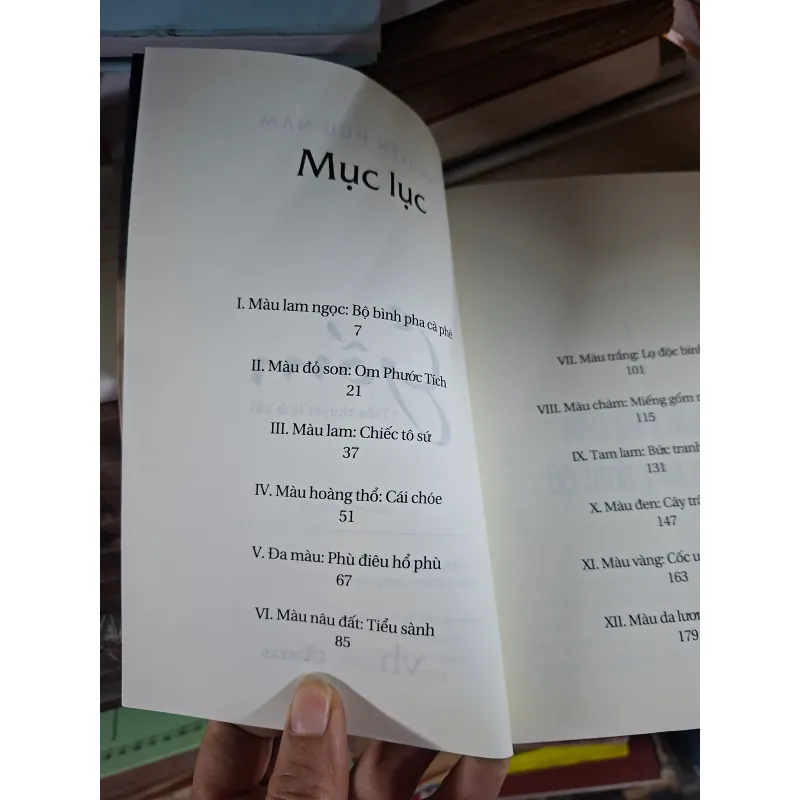 Mục lục
I. Màu lam ngọc: Bộ bình pha cà phê
7
II. Màu đỏ son: Om Phước Tích
21
III. Màu lam: Chiếc tô sứ
37
IV. Màu hoàng thổ: Cái chóe
51
V. Đa màu: Phù điêu hổ phù
67
VI. Màu nâu đất: Tiểu sành
85
VII. Màu trắng: Lọ độc bình
101
VIII. Màu chàm: Miếng gốm
115
IX. Tam lam: Bức tranh
131
X. Màu đen: Cây
147
XI. Màu vàng: Cốc
163
XII. Màu da
179